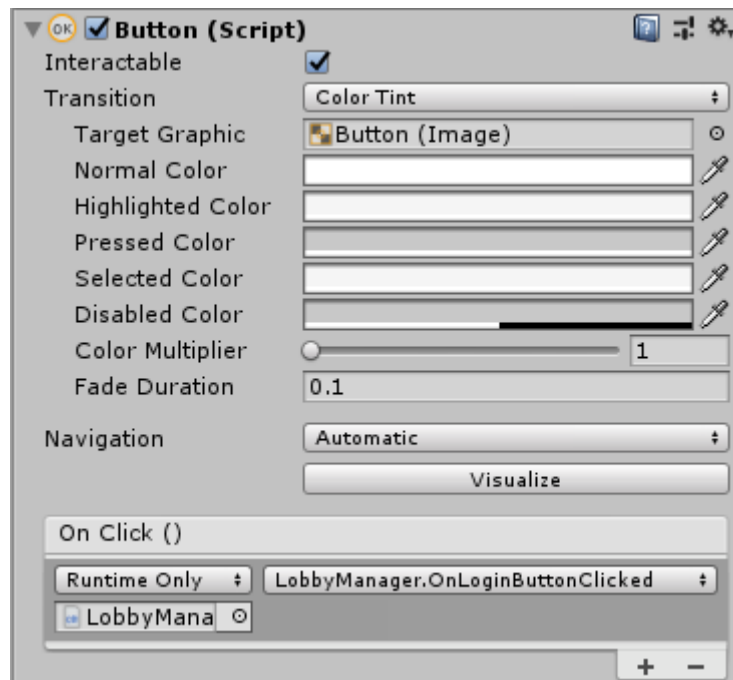 OK Button (Script)
Interactable
Transition Color Tint
Target Graphic Button (Image)
Normal Color
Highlighted Color
Pressed Color
Selected Color
Disabled Color
Color Multiplier 1
Fade Duration 0.1
Navigation Automatic
Visualize
On Click ()
Runtime Only LobbyManager.OnLoginButtonClicked
LobbyMana